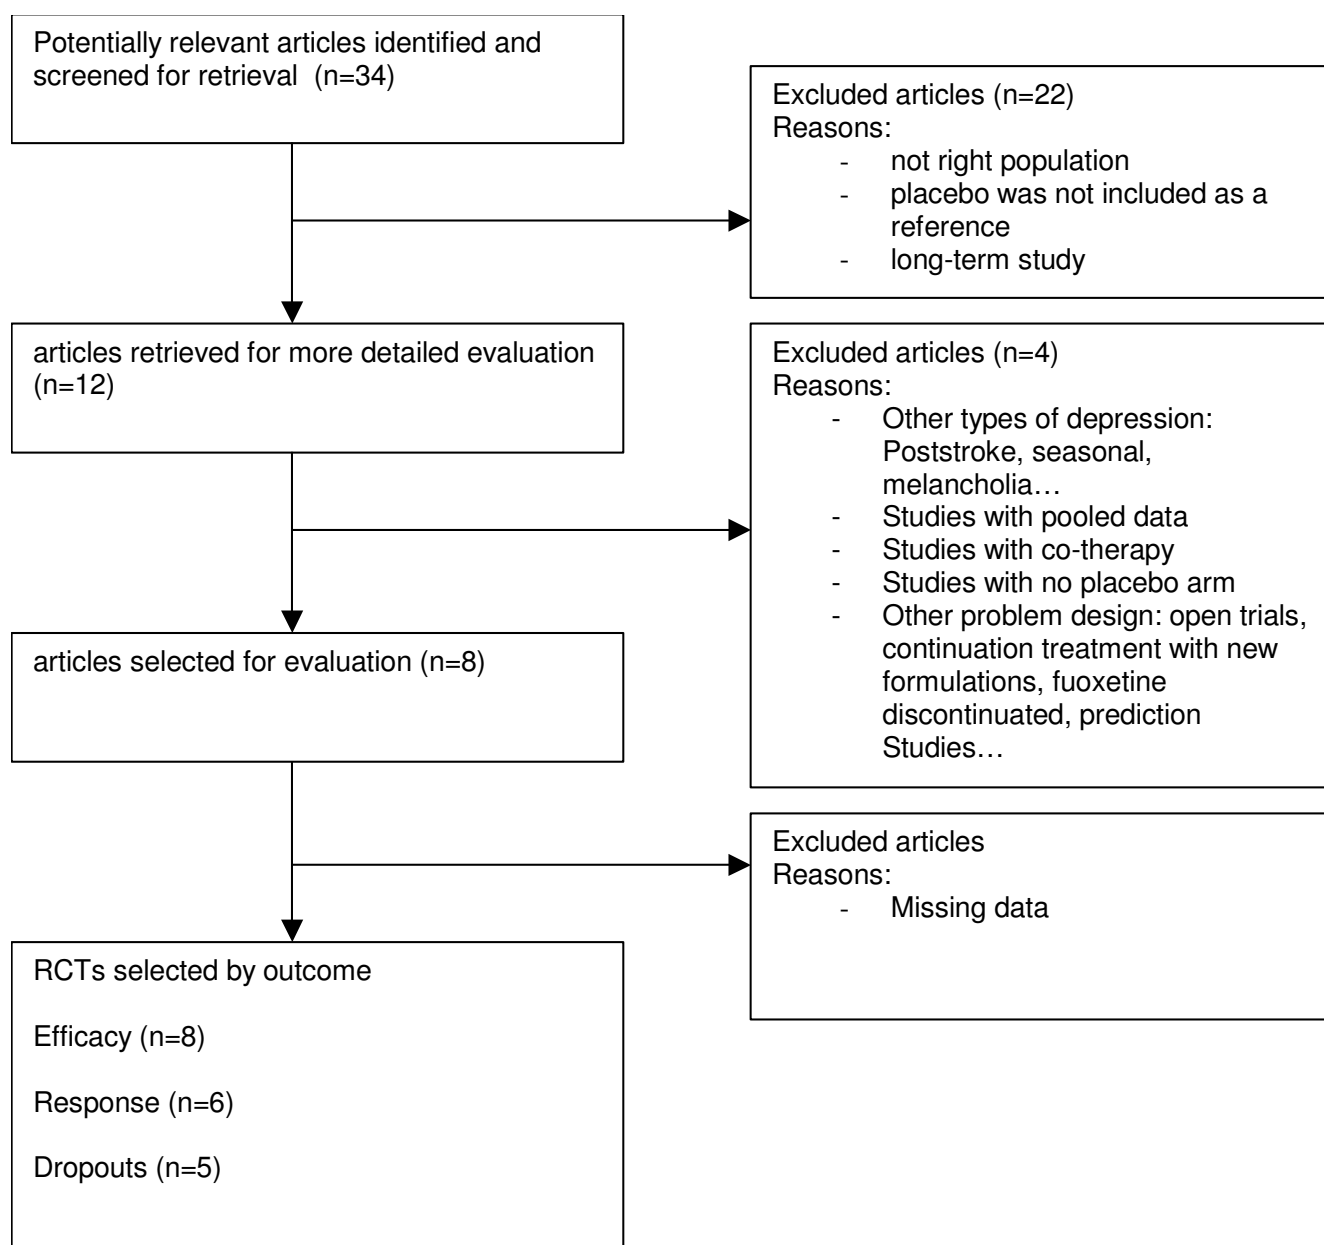 Potentially relevant articles identified and
screened for retrieval  (n=34)
Excluded articles (n=22)
Reasons:
- not right population
- placebo was not included as a
reference
- long-term study
articles retrieved for more detailed evaluation
(n=12)
Excluded articles (n=4)
Reasons:
- Other types of depression:
Poststroke, seasonal,
melancholia…
- Studies with pooled data
- Studies with co-therapy
- Studies with no placebo arm
- Other problem design: open trials,
continuation treatment with new
formulations, fuoxetine
discontinuated, prediction
Studies…
articles selected for evaluation (n=8)
Excluded articles
Reasons:
- Missing data
RCTs selected by outcome
Efficacy (n=8)
Response (n=6)
Dropouts (n=5)